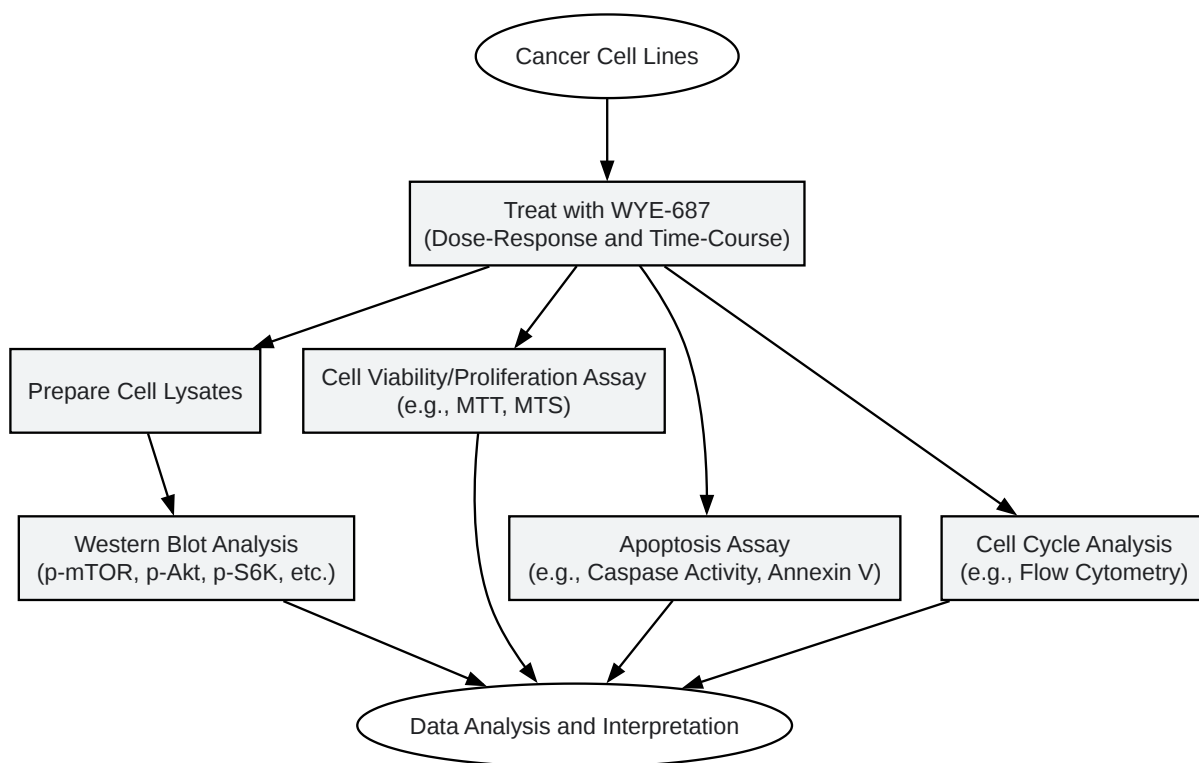 Cancer Cell Lines
Treat with WYE-687
(Dose-Response and Time-Course)
Prepare Cell Lysates
Cell Viability/Proliferation Assay
(e.g., MTT, MTS)
Western Blot Analysis
(p-mTOR, p-Akt, p-S6K, etc.)
Apoptosis Assay
(e.g., Caspase Activity, Annexin V)
Cell Cycle Analysis
(e.g., Flow Cytometry)
Data Analysis and Interpretation